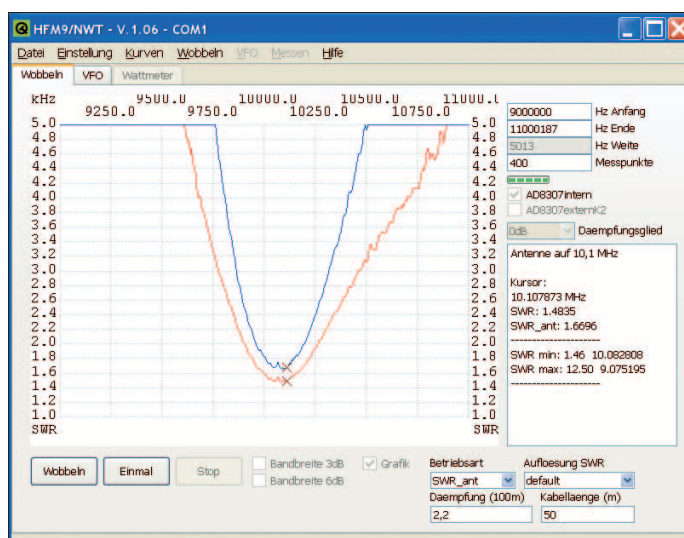 HFM9/NWT - V.1.06 - COM1
Datei Einstellung Kurven Wobbeln VFO Messen Hilfe
Wobbeln VFO Wattmeter
kHz 9500.0 10000.0 10500.0 11000.
9250.0 9750.0 10250.0 10750.0
5.0 5.0
4.8 4.8
4.6 4.6
4.4 4.4
4.2 4.2
4.0 4.0
3.8 3.8
3.6 3.6
3.4 3.4
3.2 3.2
3.0 3.0
2.8 2.8
2.6 2.6
2.4 2.4
2.2 2.2
2.0 2.0
1.8 1.8
1.6 1.6
1.4 1.4
1.2 1.2
1.0 1.0
SWR SWR
9000000 Hz Anfang
11000187 Hz Ende
5013 Hz Weite
400 Messpunkte
AD8307intern
AD8307externK2
0dB Daempfungsglied
Antenne auf 10,1 MHz
Kursor:
10.107873 MHz
SWR: 1.4835
SWR_ant: 1.6696
---------------------
SWR min: 1.46 10.082808
SWR max: 12.50 9.075195
---------------------
Wobbeln Einmal Stop
Bandbreite 3dB Grafik
Bandbreite 6dB
Betriebsart Aufloesung SWR
SWR_ant default
Daempfung (100m) Kabellaenge (m)
2,2 50